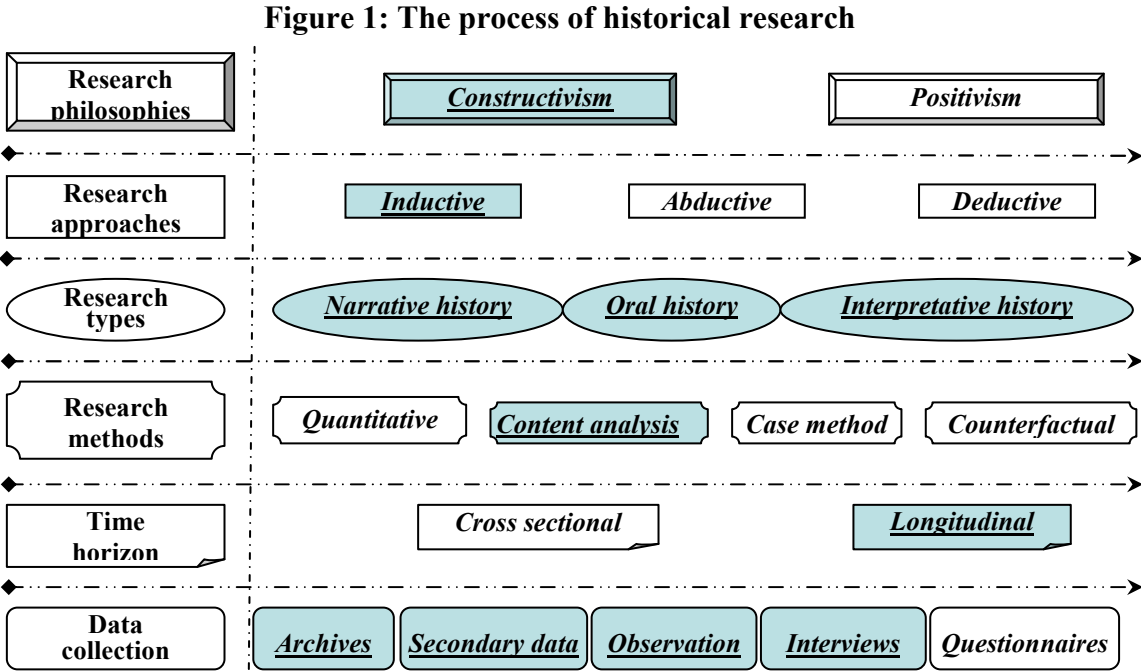 Figure 1: The process of historical research
Research
philosophies
Constructivism
Positivism
Research
approaches
Inductive
Abductive
Deductive
Research
types
Narrative history
Oral history
Interpretative history
Research
methods
Quantitative
Content analysis
Case method
Counterfactual
Time
horizon
Cross sectional
Longitudinal
Data
collection
Archives
Secondary data
Observation
Interviews
Questionnaires